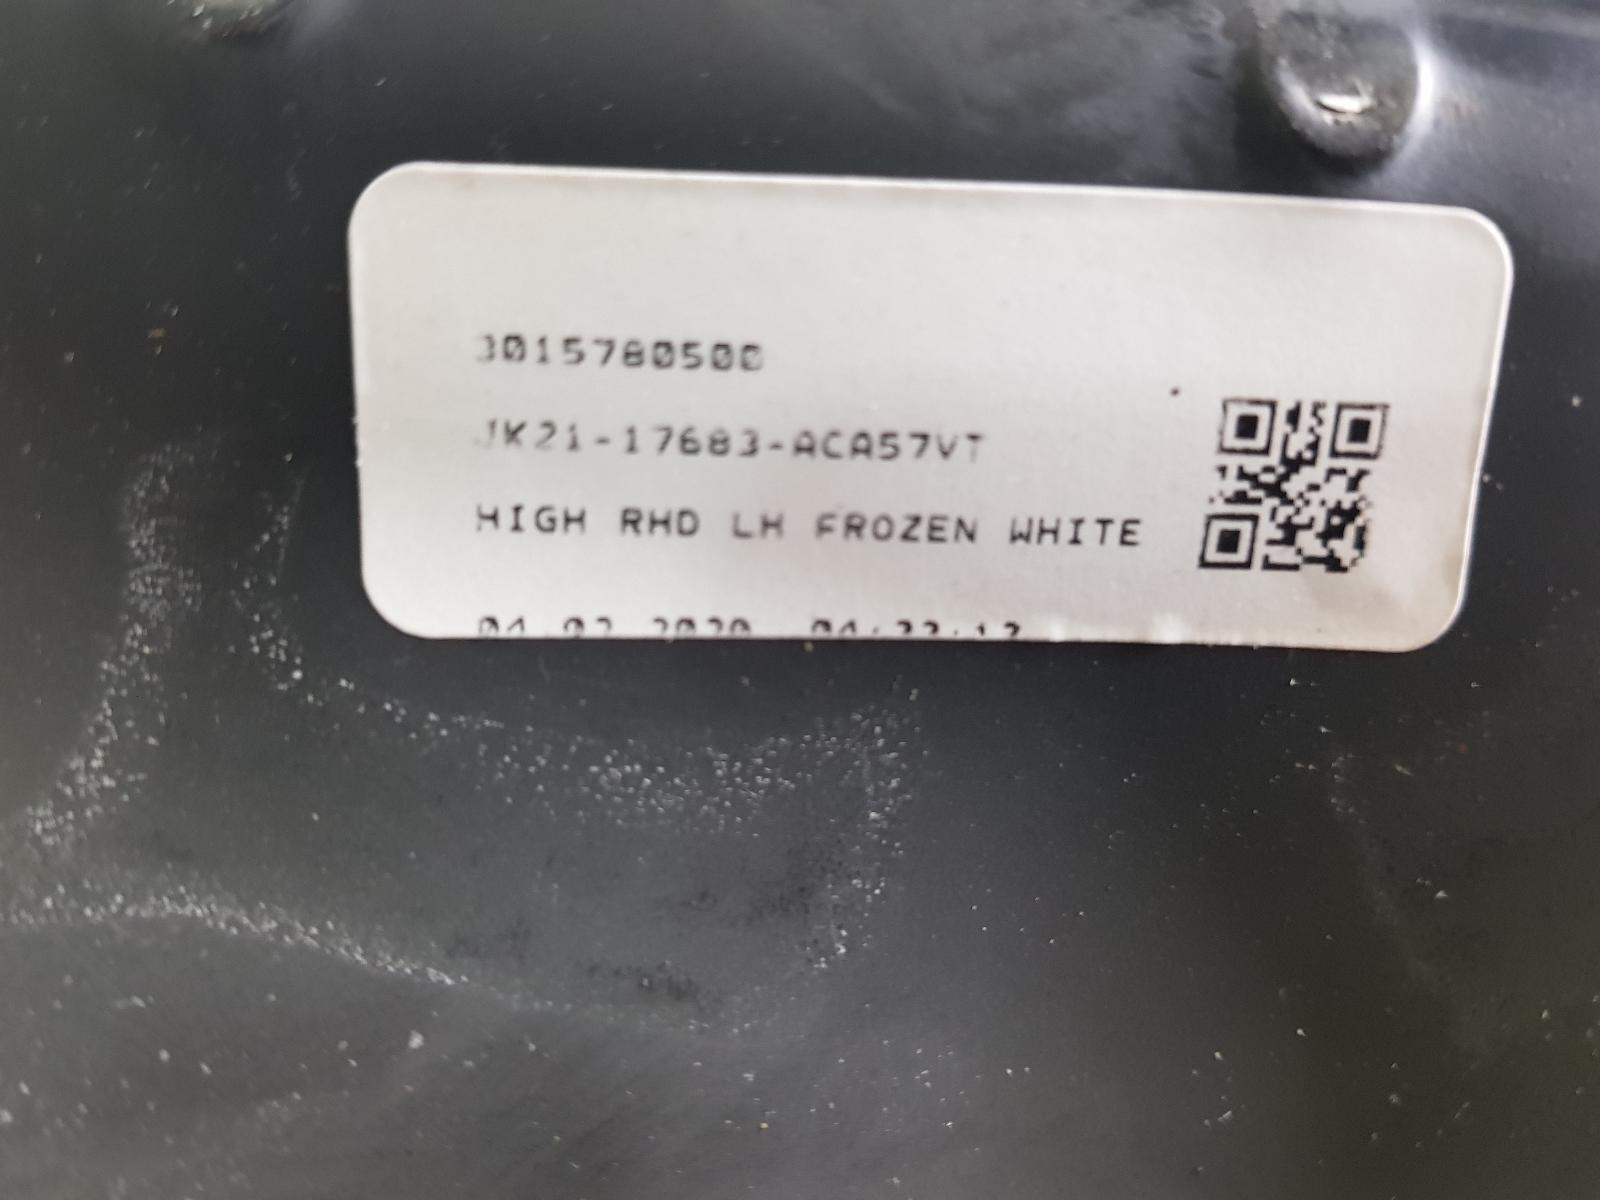 3015780500
JK21-17683-ACA57VT
HIGH RHD LH FROZEN WHITE